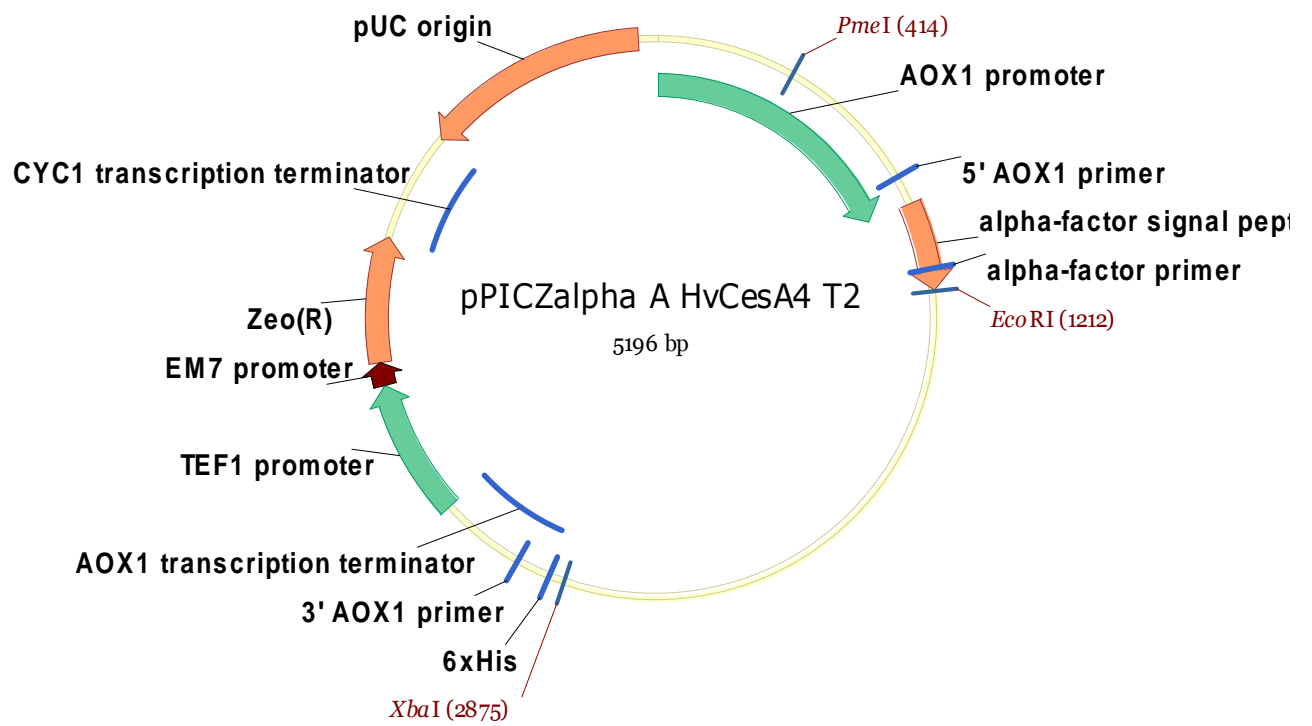 pUC origin
PmeI (414)
AOX1 promoter
CYC1 transcription terminator
5' AOX1 primer
alpha-factor signal pept
alpha-factor primer
pPICZalpha A HvCesA4 T2
EcoRI (1212)
Zeo(R)
5196 bp
EM7 promoter
TEF1 promoter
AOX1 transcription terminator
3' AOX1 primer
6xHis
XbaI (2875)